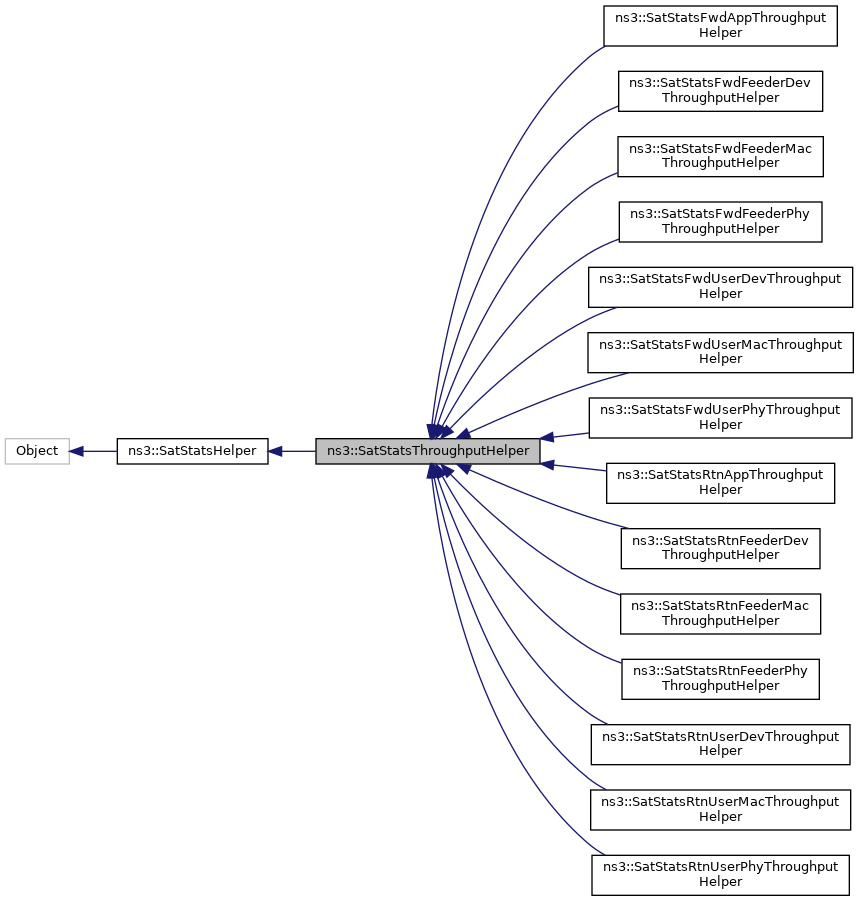 ns3::SatStatsFwdAppThroughput
Helper
ns3::SatStatsFwdFeederDev
ThroughputHelper
ns3::SatStatsFwdFeederMac
ThroughputHelper
ns3::SatStatsFwdFeederPhy
ThroughputHelper
ns3::SatStatsFwdUserDevThroughput
Helper
ns3::SatStatsFwdUserMacThroughput
Helper
ns3::SatStatsFwdUserPhyThroughput
Helper
Object
ns3::SatStatsHelper
ns3::SatStatsThroughputHelper
ns3::SatStatsRtnAppThroughput
Helper
ns3::SatStatsRtnFeederDev
ThroughputHelper
ns3::SatStatsRtnFeederMac
ThroughputHelper
ns3::SatStatsRtnFeederPhy
ThroughputHelper
ns3::SatStatsRtnUserDevThroughput
Helper
ns3::SatStatsRtnUserMacThroughput
Helper
ns3::SatStatsRtnUserPhyThroughput
Helper